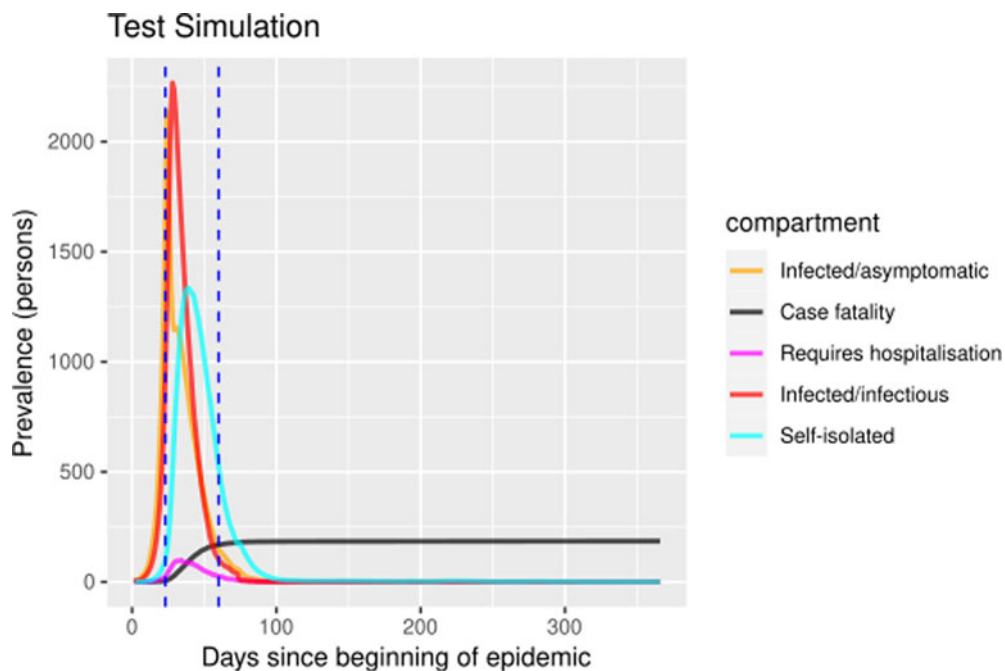 Test Simulation
Prevalence (persons)
2000
1500
1000
500
0
0 100 200 300
Days since beginning of epidemic
compartment
Infected/asymptomatic
Case fatality
Requires hospitalisation
Infected/infectious
Self-isolated